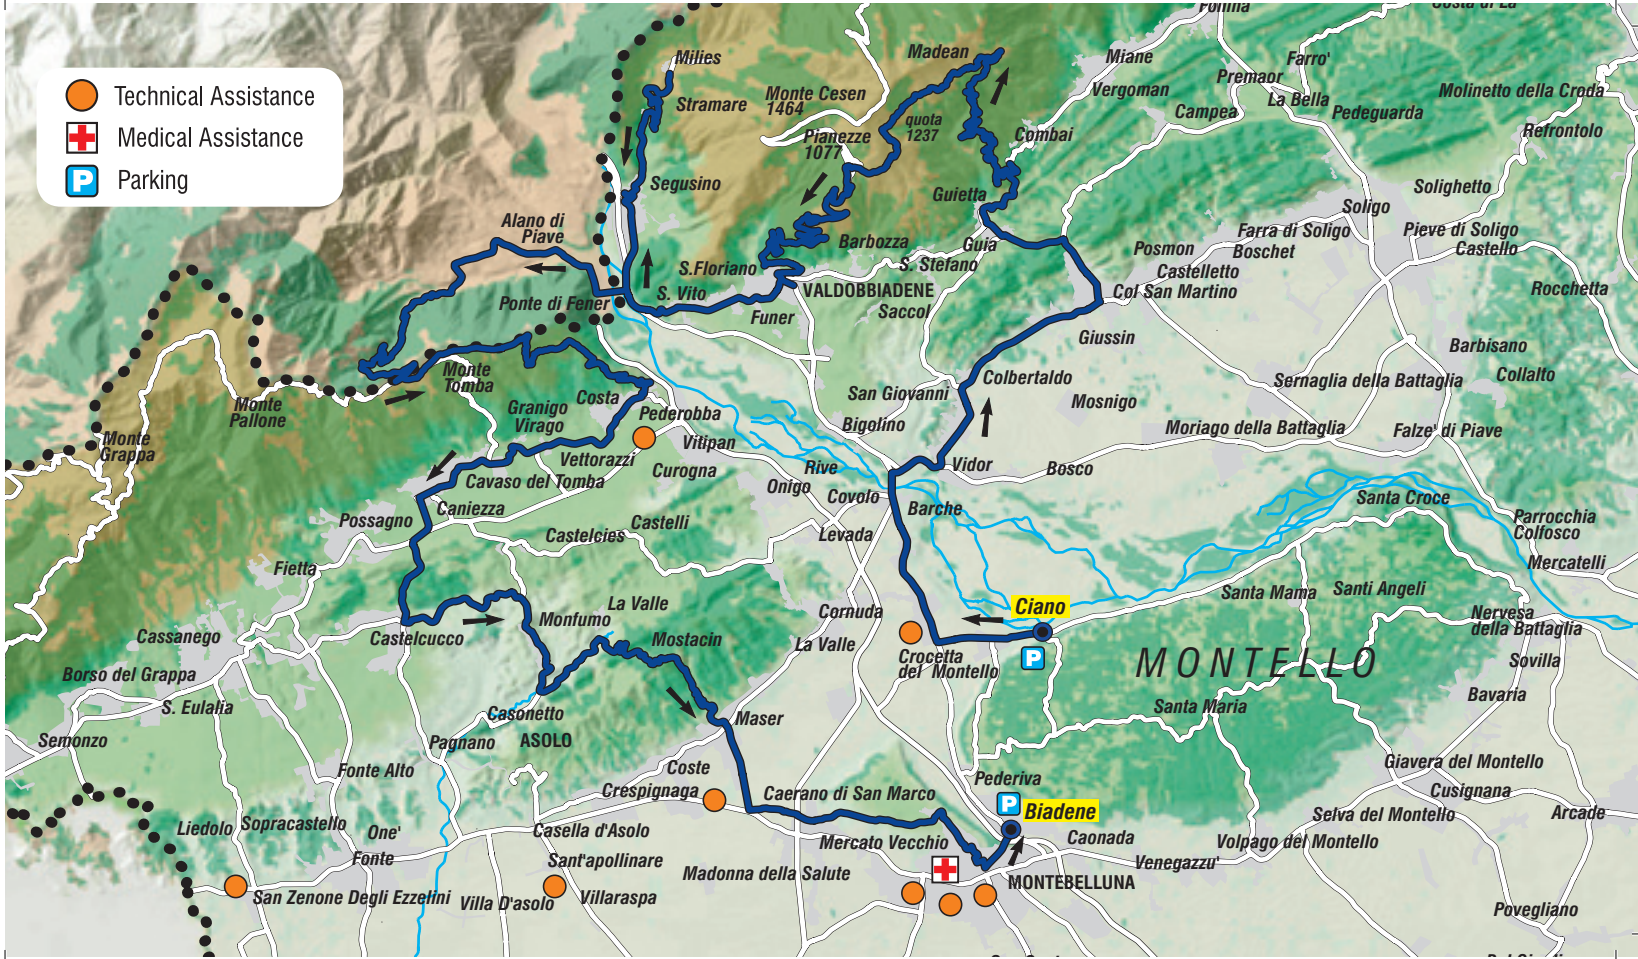 Technical Assistance
Medical Assistance
P
Parking
Milies
Stramare
Segusino
Madean
Monte Cesen
1464
Pianezze
1077
quota
1237
Miane
Vergoman
Premaor
Farro'
La Bella
Campea
Pedeguarda
Molinetto della Croda
Refrontolo
Combai
Guietta
Guia
Solighetto
Soligo
Farra di Soligo
Boschet
Pieve di Soligo
Castello
Posmon
Castelletto
Col San Martino
Rocchetta
Alano di
Piave
Barbozza
S. Stefano
S.Floriano
S. Vito
VALDOBBIADENE
Saccol
Funer
Ponte di Fener
Giussin
Barbisano
Collalto
Sernaglia della Battaglia
Colbertaldo
Mosnigo
San Giovanni
Bigolino
Moriago della Battaglia
Falze' di Piave
Monte
Tomba
Monte
Pallone
Monte
Grappa
Costa
Granigo
Virago
Pederobba
Vitipan
Vettorazzi
Curogna
Cavaso del Tomba
Rive
Onigo
Covolo
Vidor
Bosco
Barche
Santa Croce
Parrocchia
Colfosco
Mercatelli
Possagno
Caniezza
Castelli
Castelcies
Levada
Fietta
Cassanego
Castelcucco
Monfumo
La Valle
Mostacin
Cornuda
La Valle
Ciano
P
Crocetta
del Montello
Santa Mama
Santi Angeli
Nervesa
della Battaglia
MONTELLO
Sovilla
Bavaria
Santa Maria
Borso del Grappa
S. Eulalia
Semonzo
Casonetto
Pagnano
ASOLO
Maser
Fonte Alto
Coste
Crespignaga
Caerano di San Marco
Pederiva
P
Biadene
Giavera del Montello
Cusignana
Selva del Montello
Arcade
Liedolo
Sopracastello
One'
Fonte
Casella d'Asolo
Sant'apollinare
Mercato Vecchio
Caonada
Volpago del Montello
Venegazzu'
Madonna della Salute
MONTEBELLUNA
San Zenone Degli Ezzelini
Villa D'asolo
Villaraspa
Povegliano